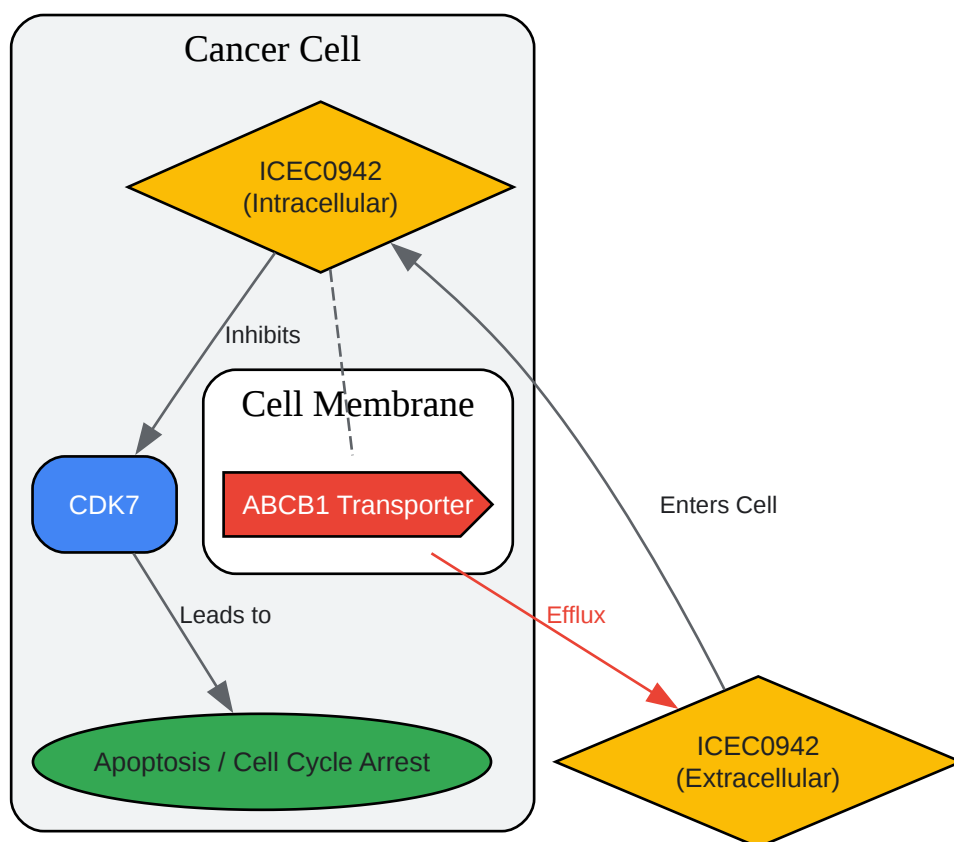 Cancer Cell
ICEC0942
(Intracellular)
Inhibits
Cell Membrane
CDK7
ABCB1 Transporter
Enters Cell
Leads to
Efflux
Apoptosis / Cell Cycle Arrest
ICEC0942
(Extracellular)